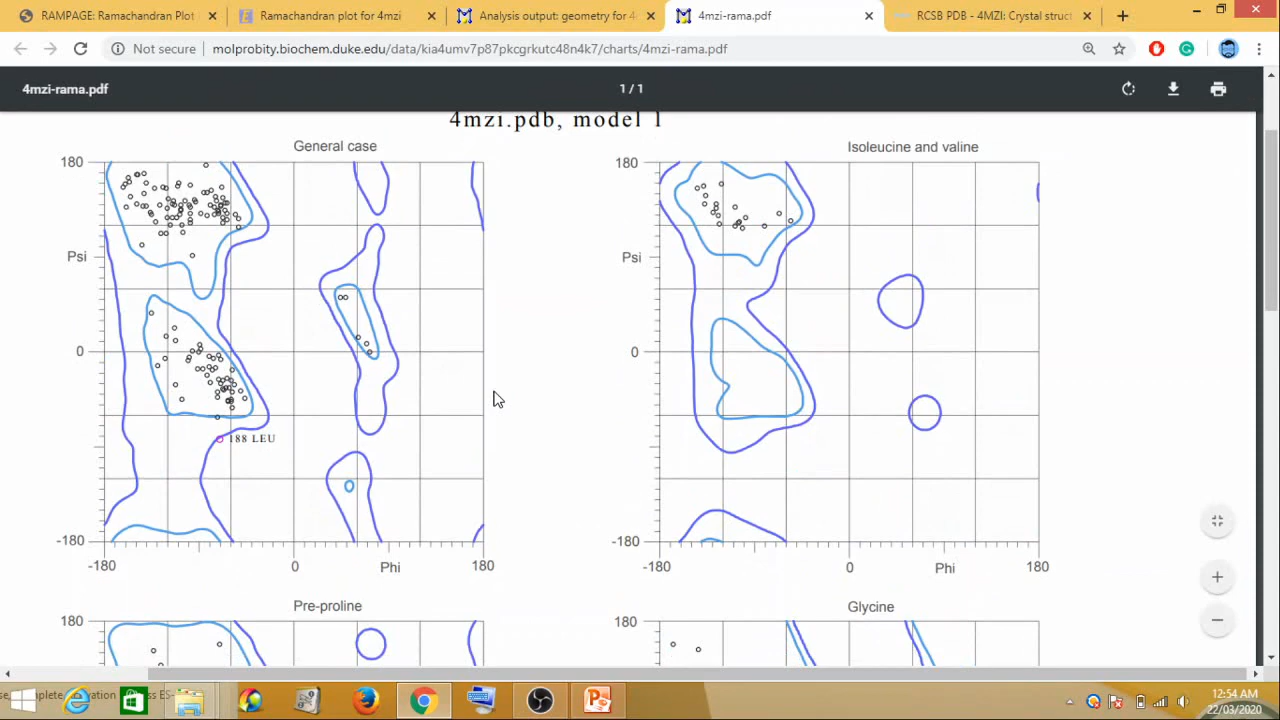 RAMPAGE: Ramachandran Plot
Ramachandran plot for 4mzi
Analysis output: geometry for 4
4mzi-rama.pdf
RCSB PDB - 4MZI: Crystal struct
Not secure
molprobity.biochem.duke.edu/data/kia4umv7p87pkcgrkutc48n4k7/charts/4mzi-rama.pdf
4mzi-rama.pdf
1 / 1
4mzi.pdb, model 1
General case
Isoleucine and valine
180
180
Psi
Psi
0
0
188 LEU
-180
-180
-180
0
Phi
180
-180
0
Phi
180
Pre-proline
Glycine
180
180
12:54 AM
22/03/2020